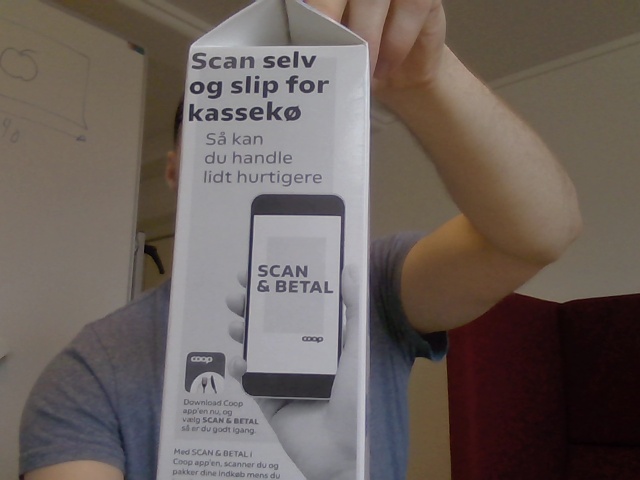 Scan selv
og slip for
kassekø
Så kan
du handle
lidt hurtigere
SCAN
& BETAL
coop
coop
Download Coop
app'en nu, og
vælg SCAN & BETAL
så er du godt igang.
Med SCAN & BETAL i
Coop app'en, scanner du og
pakker dine indkøb mens du